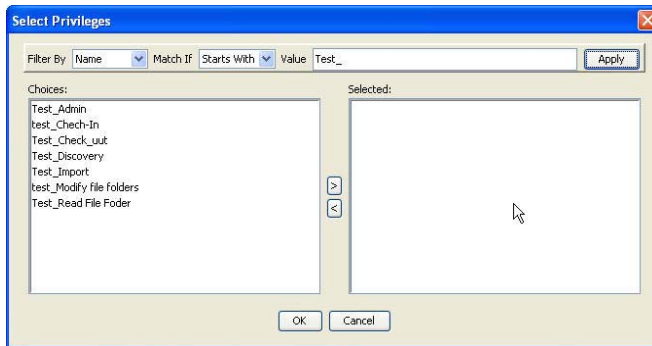 Select Privileges
Filter By Name Match If Starts With Value Test_ Apply
Choices: Selected:
Test_Admin
test_Chech-In
Test_Check_uut
Test_Discovery
Test_Import
test_Modify file folders
Test_Read File Foder
>
<
OK Cancel